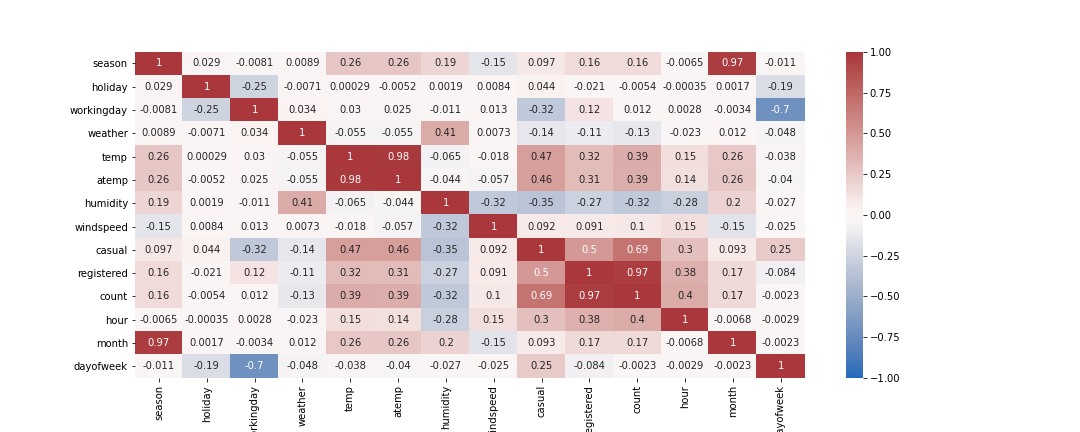 season 1 0.029 -0.0081 0.0089 0.26 0.26 0.19 -0.15 0.097 0.16 0.16 -0.0065 0.97 -0.011
holiday 0.029 1 -0.25 -0.0071 0.00029 -0.0052 0.0019 0.0084 0.044 -0.021 -0.0054 -0.00035 0.0017 -0.19
workingday -0.0081 -0.25 1 0.034 0.03 0.025 -0.011 0.013 -0.32 0.12 0.012 0.0028 -0.0034 -0.7
weather 0.0089 -0.0071 0.034 1 -0.055 -0.055 0.41 0.0073 -0.14 -0.11 -0.13 -0.023 0.012 -0.048
temp 0.26 0.00029 0.03 -0.055 1 0.98 -0.065 -0.018 0.47 0.32 0.39 0.15 0.26 -0.038
atemp 0.26 -0.0052 0.025 -0.055 0.98 1 -0.044 -0.057 0.46 0.31 0.39 0.14 0.26 -0.04
humidity 0.19 0.0019 -0.011 0.41 -0.065 -0.044 1 -0.32 -0.35 -0.27 -0.32 -0.28 0.2 -0.027
windspeed -0.15 0.0084 0.013 0.0073 -0.018 -0.057 -0.32 1 0.092 0.091 0.1 0.15 -0.15 -0.025
casual 0.097 0.044 -0.32 -0.14 0.47 0.46 -0.35 0.092 1 0.5 0.69 0.3 0.093 0.25
registered 0.16 -0.021 0.12 -0.11 0.32 0.31 -0.27 0.091 0.5 1 0.97 0.38 0.17 -0.084
count 0.16 -0.0054 0.012 -0.13 0.39 0.39 -0.32 0.1 0.69 0.97 1 0.4 0.17 -0.0023
hour -0.0065 -0.00035 0.0028 -0.023 0.15 0.14 -0.28 0.15 0.3 0.38 0.4 1 -0.0068 -0.0029
month 0.97 0.0017 -0.0034 0.012 0.26 0.26 0.2 -0.15 0.093 0.17 0.17 -0.0068 1 -0.0023
dayofweek -0.011 -0.19 -0.7 -0.048 -0.038 -0.04 -0.027 -0.025 0.25 -0.084 -0.0023 -0.0029 -0.0023 1
season
holiday
rkingday
weather
temp
atemp
humidity
indspeed
casual
egistered
count
hour
month
ayofweek
1.00
0.75
0.50
0.25
0.00
−0.25
−0.50
−0.75
−1.00